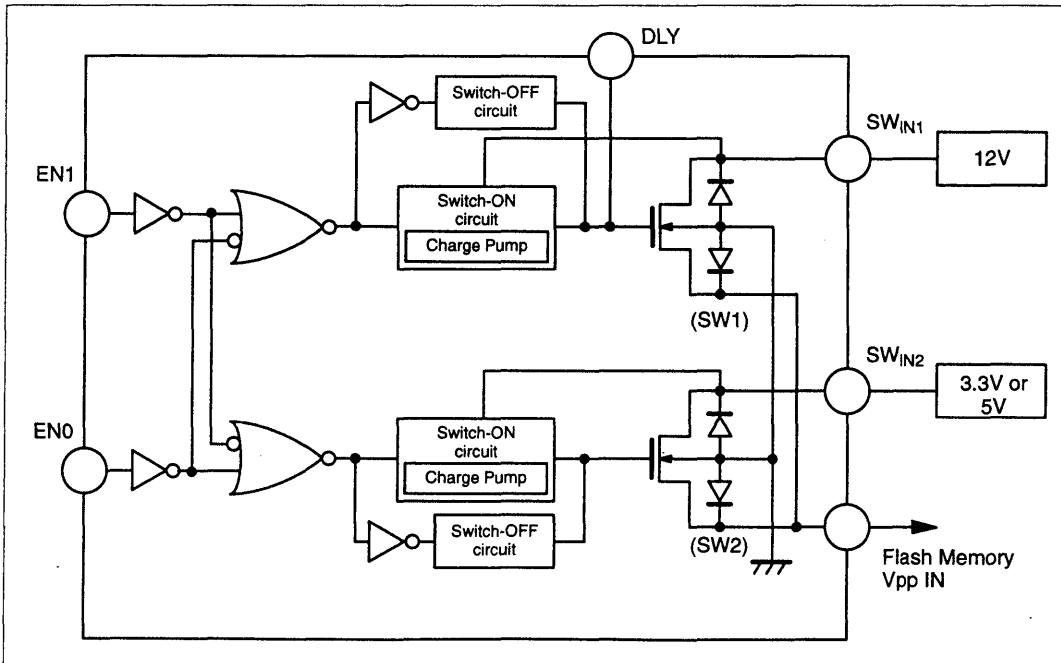 DLY
Switch-OFF
circuit
SWIN1
12V
EN1
Switch-ON
circuit
Charge Pump
(SW1)
SWIN2
3.3V or
5V
EN0
Switch-ON
circuit
Charge Pump
Switch-OFF
circuit
(SW2)
Flash Memory
Vpp IN